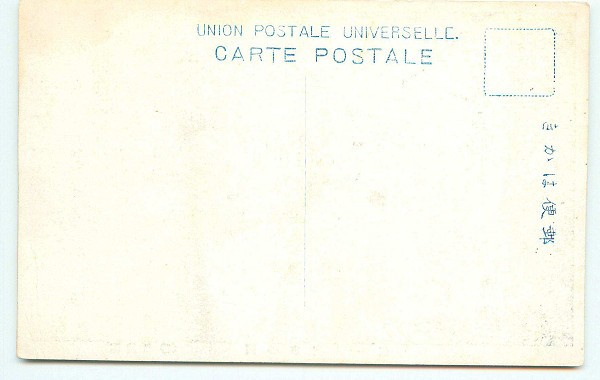 UNION POSTALE UNIVERSELLE.
CARTE POSTALE
郵便はかき